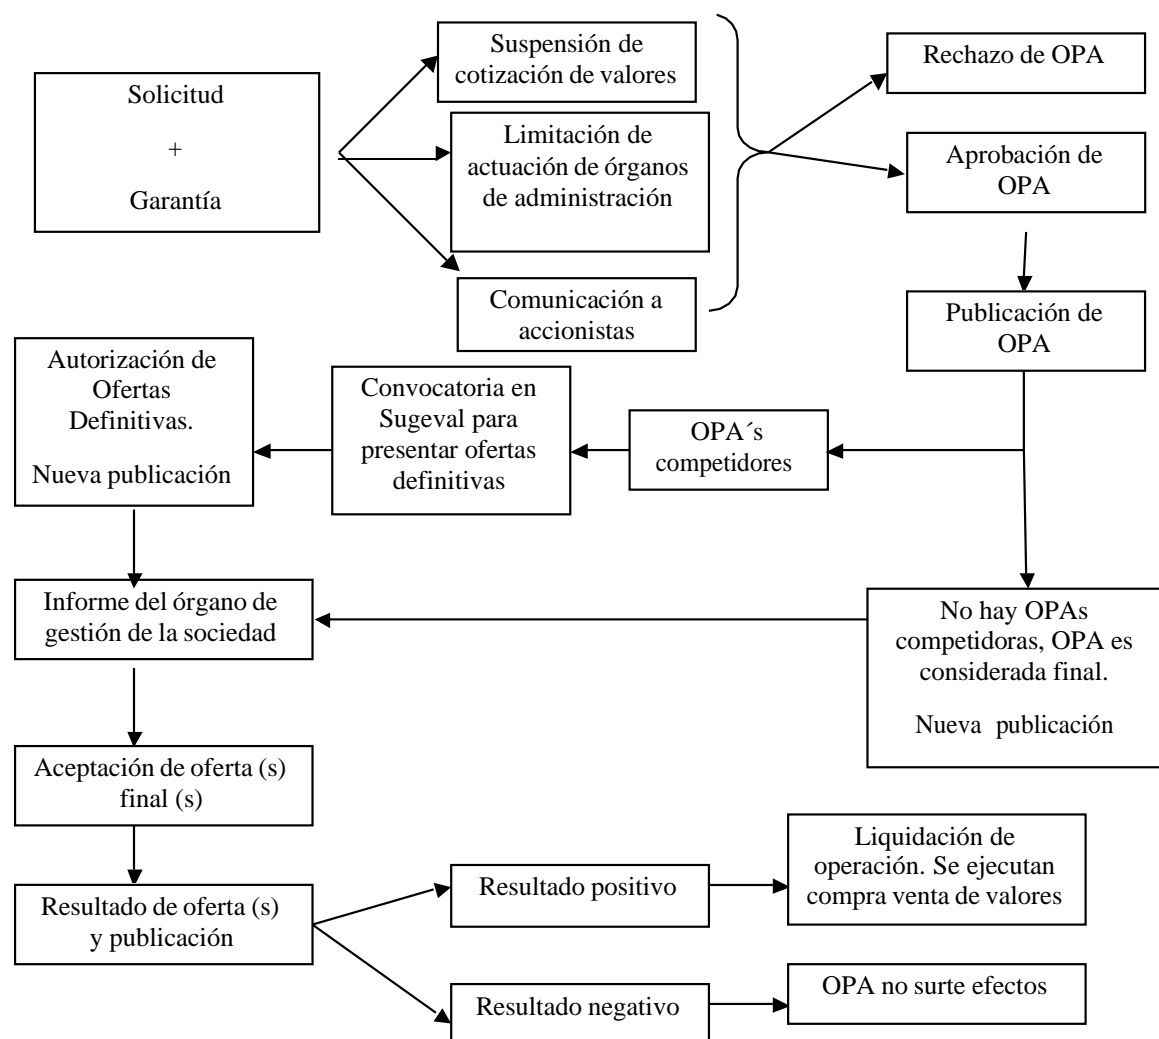 Solicitud
+
Garantía
Suspensión de
cotización de valores
Limitación de
actuación de órganos
de administración
Comunicación a
accionistas
Rechazo de OPA
Aprobación de
OPA
Publicación de
OPA
OPA´s
competidores
Convocatoria en
Sugeval para
presentar ofertas
definitivas
Autorización de
Ofertas
Definitivas.
Nueva publicación
No hay OPAs
competidoras, OPA es
considerada final.
Nueva publicación
Informe del órgano de
gestión de la sociedad
Aceptación de oferta (s)
final (s)
Resultado de oferta (s)
y publicación
Resultado positivo
Liquidación de
operación. Se ejecutan
compra venta de valores
Resultado negativo
OPA no surte efectos